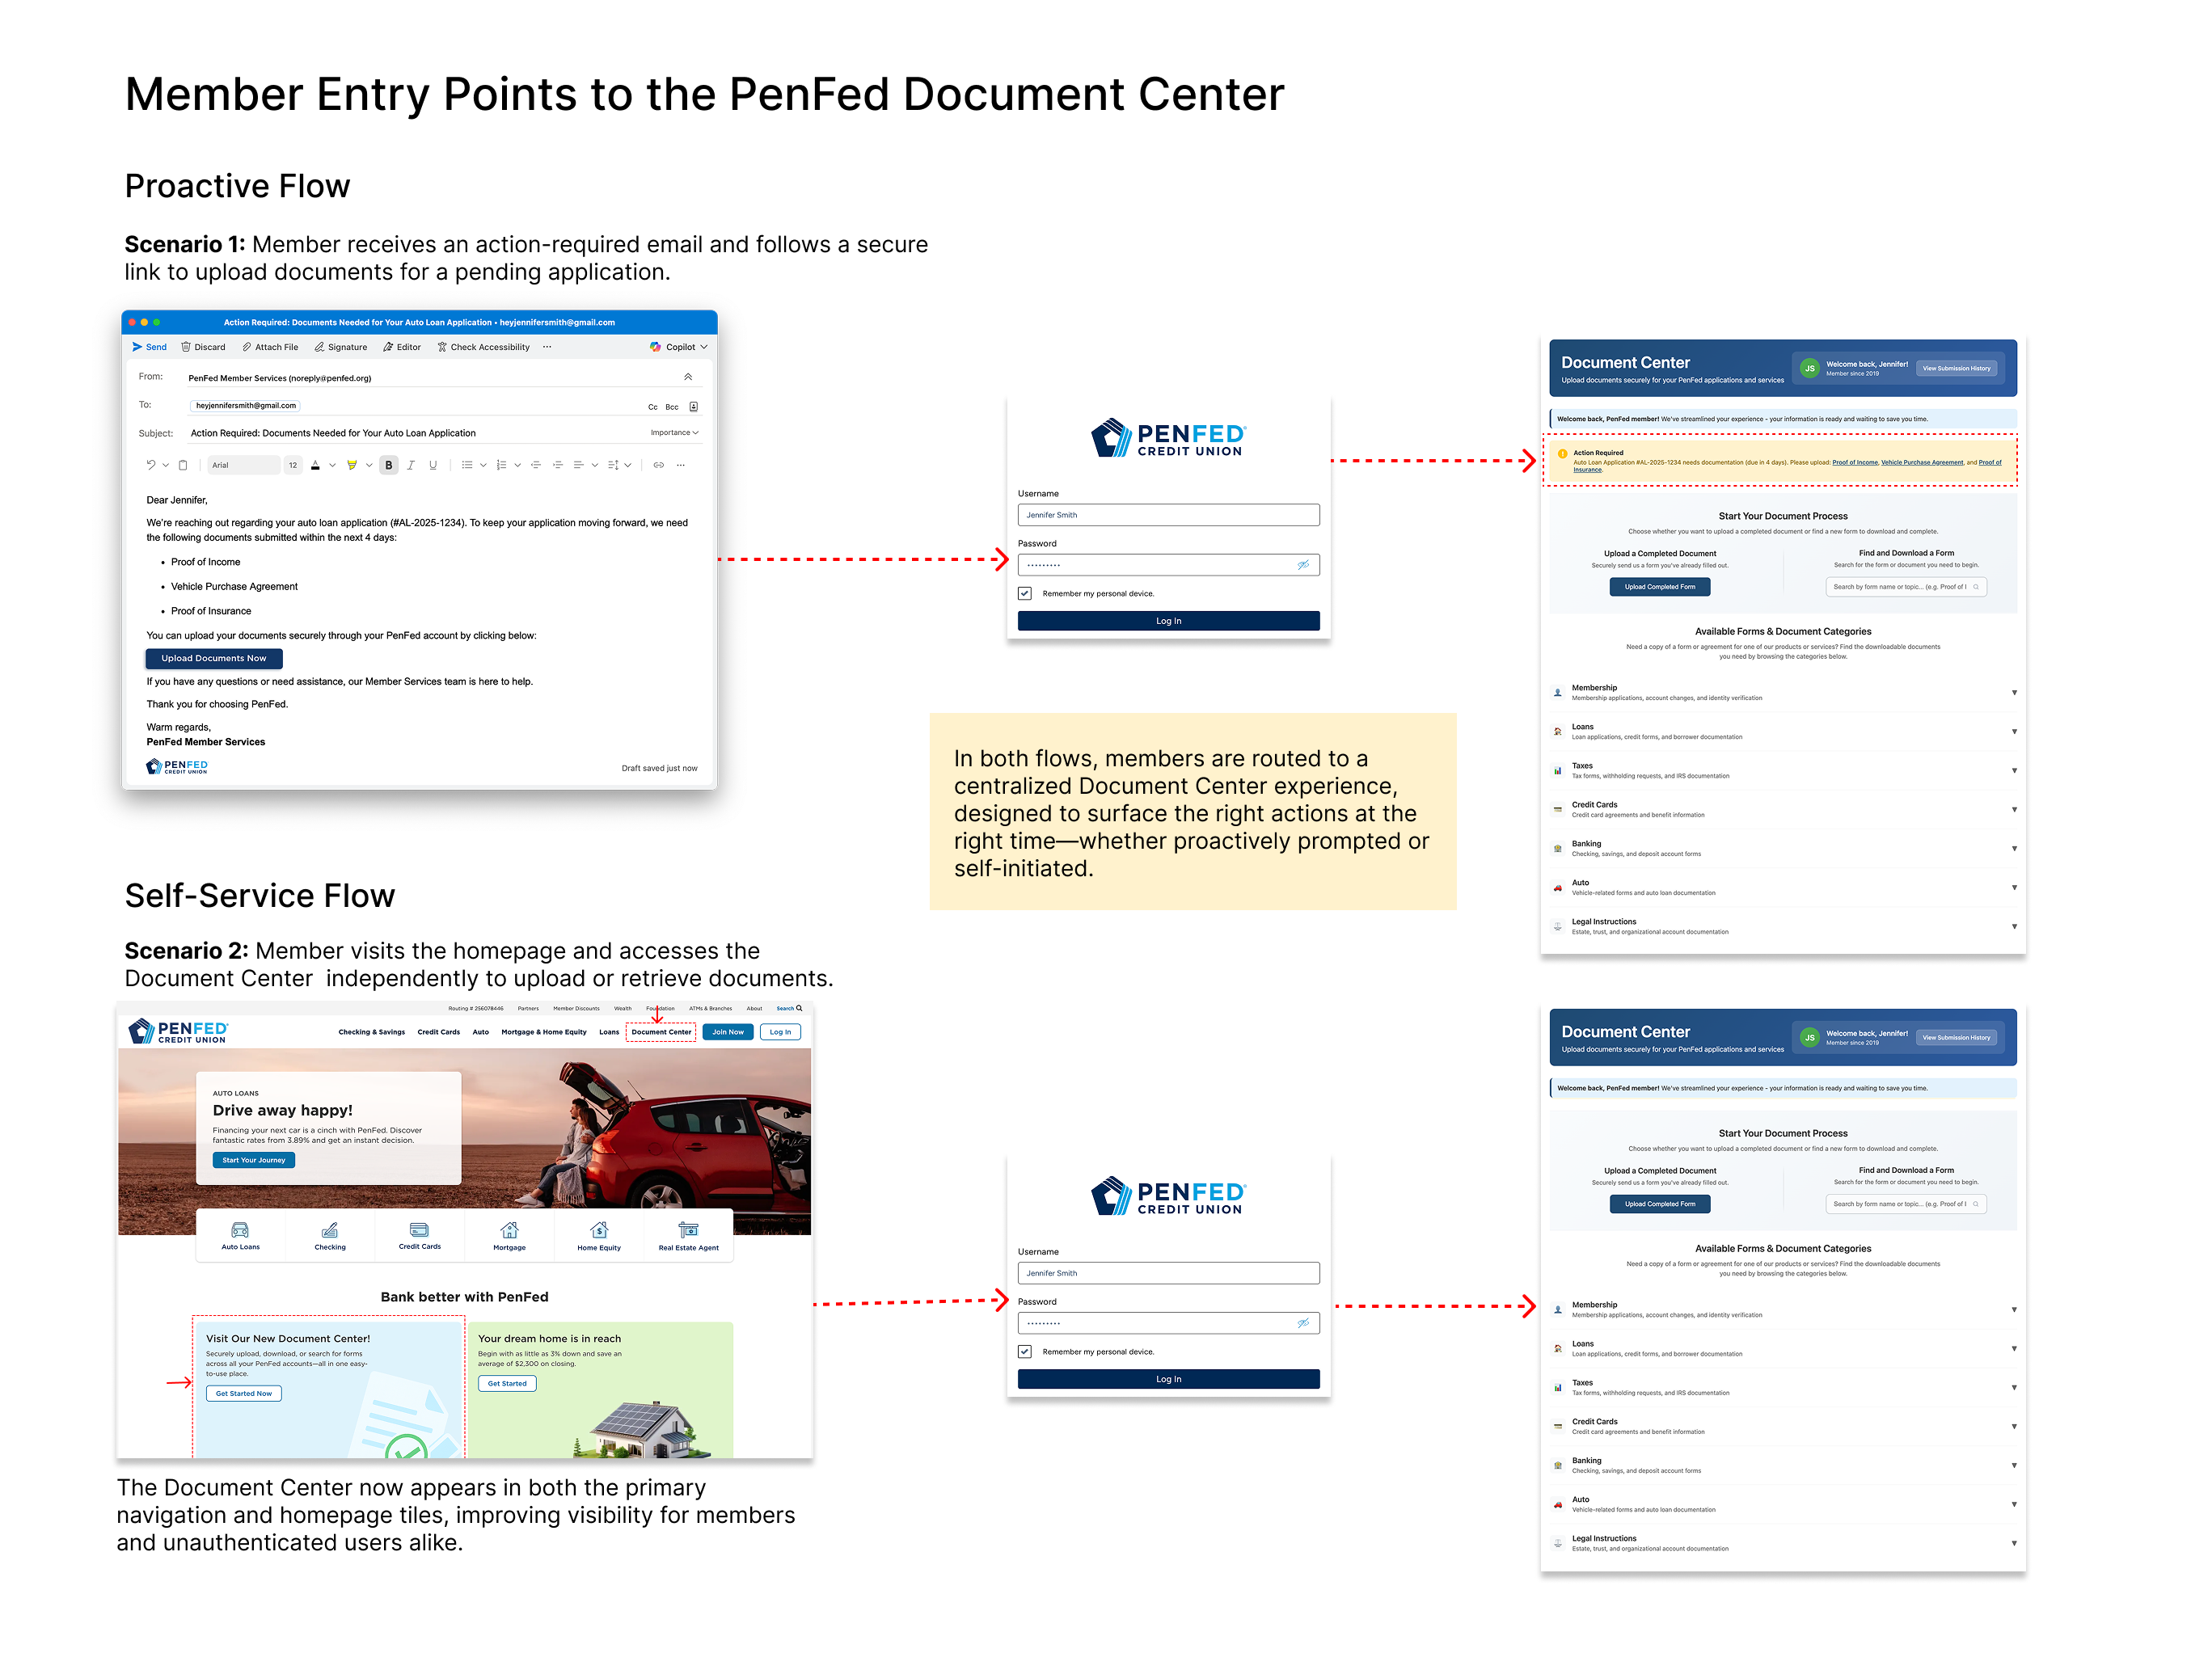 Member Entry Points to the PenFed Document Center
Proactive Flow
Scenario 1: Member receives an action-required email and follows a secure
link to upload documents for a pending application.
Action Required: Documents Needed for Your Auto Loan Application • heyjennifersmith@gmail.com
Send
Discard
Attach File
Signature
Editor
Check Accessibility
...
Copilot
From:
PenFed Member Services (noreply@penfed.org)
To:
heyjennifersmith@gmail.com
Cc
Bcc
Subject:
Action Required: Documents Needed for Your Auto Loan Application
Importance
Arial
12
A
B
I
U
...
Dear Jennifer,
We're reaching out regarding your auto loan application (#AL-2025-1234). To keep your application moving forward, we need
the following documents submitted within the next 4 days:
• Proof of Income
• Vehicle Purchase Agreement
• Proof of Insurance
You can upload your documents securely through your PenFed account by clicking below:
Upload Documents Now
If you have any questions or need assistance, our Member Services team is here to help.
Thank you for choosing PenFed.
Warm regards,
PenFed Member Services
PENFED
CREDIT UNION
Draft saved just now
PENFED
CREDIT UNION
Username
Jennifer Smith
Password
•••••••••
Remember my personal device.
Log In
Document Center
Upload documents securely for your PenFed applications and services
JS
Welcome back, Jennifer!
Member since 2019
View Submission History
Welcome back, PenFed member! We've streamlined your experience - your information is ready and waiting to save you time.
Action Required
Auto Loan Application #AL-2025-1234 needs documentation (due in 4 days). Please upload: Proof of Income, Vehicle Purchase Agreement, and Proof of
Insurance.
Start Your Document Process
Choose whether you want to upload a completed document or find a new form to download and complete.
Upload a Completed Document
Securely send us a form you've already filled out.
Upload Completed Form
Find and Download a Form
Search for the form or document you need to begin.
Search by form name or topic... (e.g. Proof of I
Available Forms & Document Categories
Need a copy of a form or agreement for one of our products or services? Find the downloadable documents
you need by browsing the categories below.
Membership
Membership applications, account changes, and identity verification
Loans
Loan applications, credit forms, and borrower documentation
Taxes
Tax forms, withholding requests, and IRS documentation
Credit Cards
Credit card agreements and benefit information
Banking
Checking, savings, and deposit account forms
Auto
Vehicle-related forms and auto loan documentation
Legal Instructions
Estate, trust, and organizational account documentation
In both flows, members are routed to a
centralized Document Center experience,
designed to surface the right actions at the
right time—whether proactively prompted or
self-initiated.
Self-Service Flow
Scenario 2: Member visits the homepage and accesses the
Document Center  independently to upload or retrieve documents.
Routing # 256078446
Partners
Member Discounts
Wealth
Foundation
ATMs & Branches
About
Search
PENFED
CREDIT UNION
Checking & Savings
Credit Cards
Auto
Mortgage & Home Equity
Loans
Document Center
Join Now
Log In
AUTO LOANS
Drive away happy!
Financing your next car is a cinch with PenFed. Discover
fantastic rates from 3.89% and get an instant decision.
Start Your Journey
Auto Loans
Checking
Credit Cards
Mortgage
Home Equity
Real Estate Agent
Bank better with PenFed
Visit Our New Document Center!
Securely upload, download, or search for forms
across all your PenFed accounts—all in one easy-
to-use place.
Get Started Now
Your dream home is in reach
Begin with as little as 3% down and save an
average of $2,300 on closing.
Get Started
The Document Center now appears in both the primary
navigation and homepage tiles, improving visibility for members
and unauthenticated users alike.
PENFED
CREDIT UNION
Username
Jennifer Smith
Password
•••••••••
Remember my personal device.
Log In
Document Center
Upload documents securely for your PenFed applications and services
JS
Welcome back, Jennifer!
Member since 2019
View Submission History
Welcome back, PenFed member! We've streamlined your experience - your information is ready and waiting to save you time.
Start Your Document Process
Choose whether you want to upload a completed document or find a new form to download and complete.
Upload a Completed Document
Securely send us a form you've already filled out.
Upload Completed Form
Find and Download a Form
Search for the form or document you need to begin.
Search by form name or topic... (e.g. Proof of I
Available Forms & Document Categories
Need a copy of a form or agreement for one of our products or services? Find the downloadable documents
you need by browsing the categories below.
Membership
Membership applications, account changes, and identity verification
Loans
Loan applications, credit forms, and borrower documentation
Taxes
Tax forms, withholding requests, and IRS documentation
Credit Cards
Credit card agreements and benefit information
Banking
Checking, savings, and deposit account forms
Auto
Vehicle-related forms and auto loan documentation
Legal Instructions
Estate, trust, and organizational account documentation